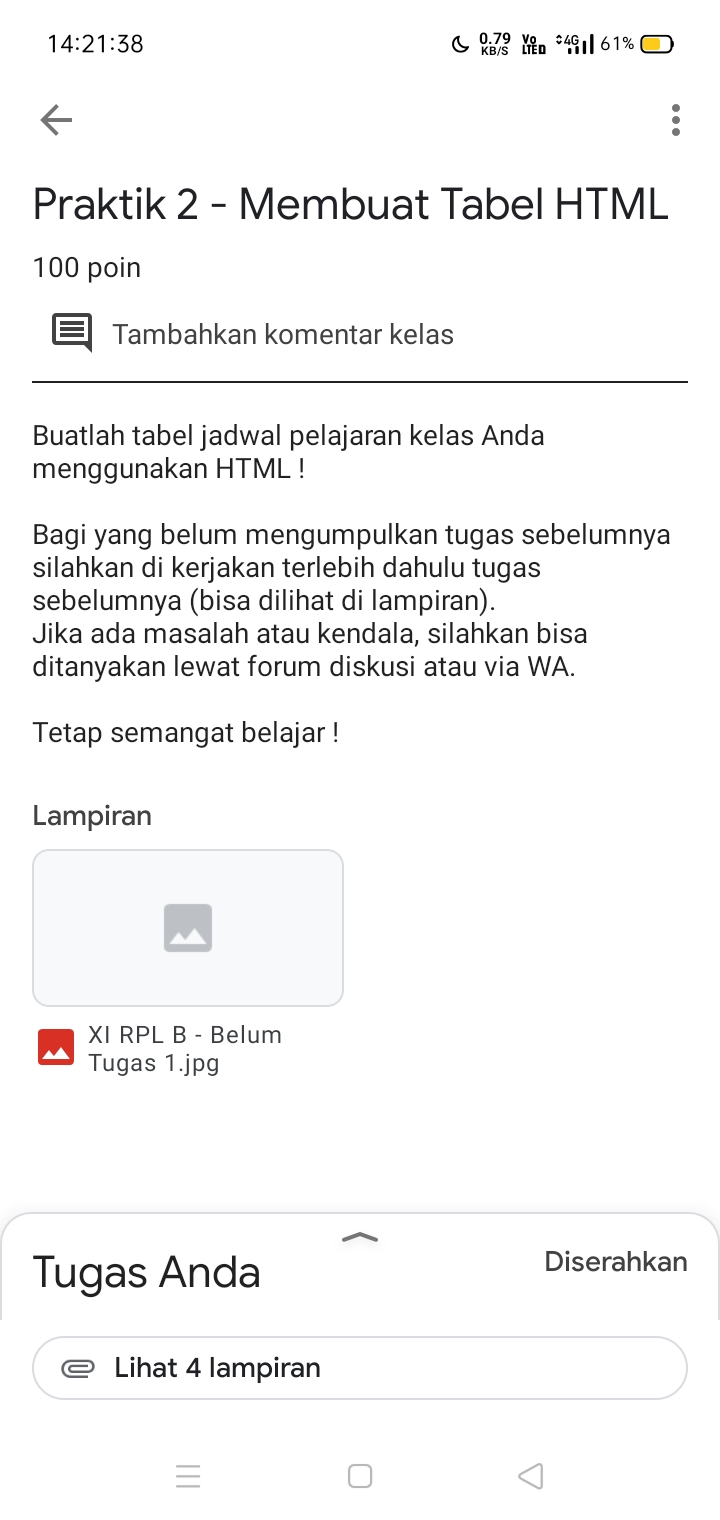 14:21:38
0.79 KB/S Vo LTED 4G 61%
Praktik 2 - Membuat Tabel HTML
100 poin
Tambahkan komentar kelas
Buatlah tabel jadwal pelajaran kelas Anda
menggunakan HTML !
Bagi yang belum mengumpulkan tugas sebelumnya
silahkan di kerjakan terlebih dahulu tugas
sebelumnya (bisa dilihat di lampiran).
Jika ada masalah atau kendala, silahkan bisa
ditanyakan lewat forum diskusi atau via WA.
Tetap semangat belajar !
Lampiran
XI RPL B - Belum
Tugas 1.jpg
Tugas Anda
Diserahkan
Lihat 4 lampiran